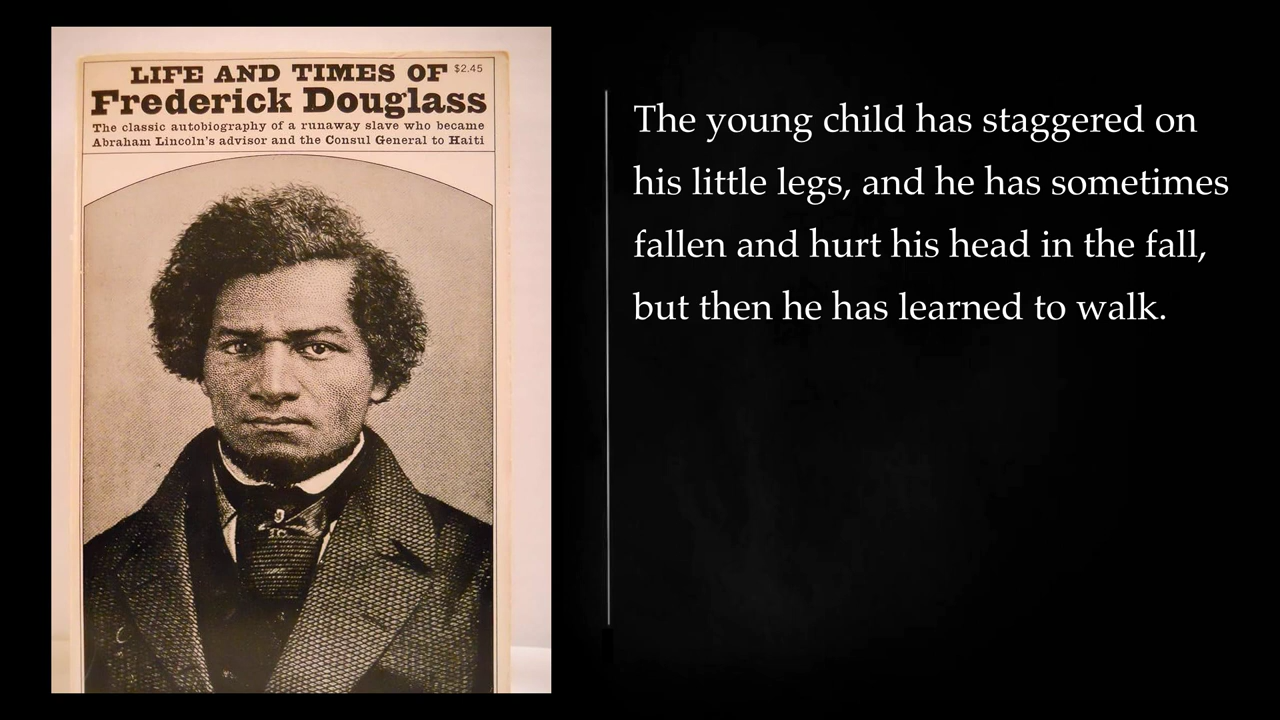 LIFE AND TIMES OF $2.45
Frederick Douglass
The classic autobiography of a runaway slave who became
Abraham Lincoln's advisor and the Consul General to Haiti
The young child has staggered on
his little legs, and he has sometimes
fallen and hurt his head in the fall,
but then he has learned to walk.